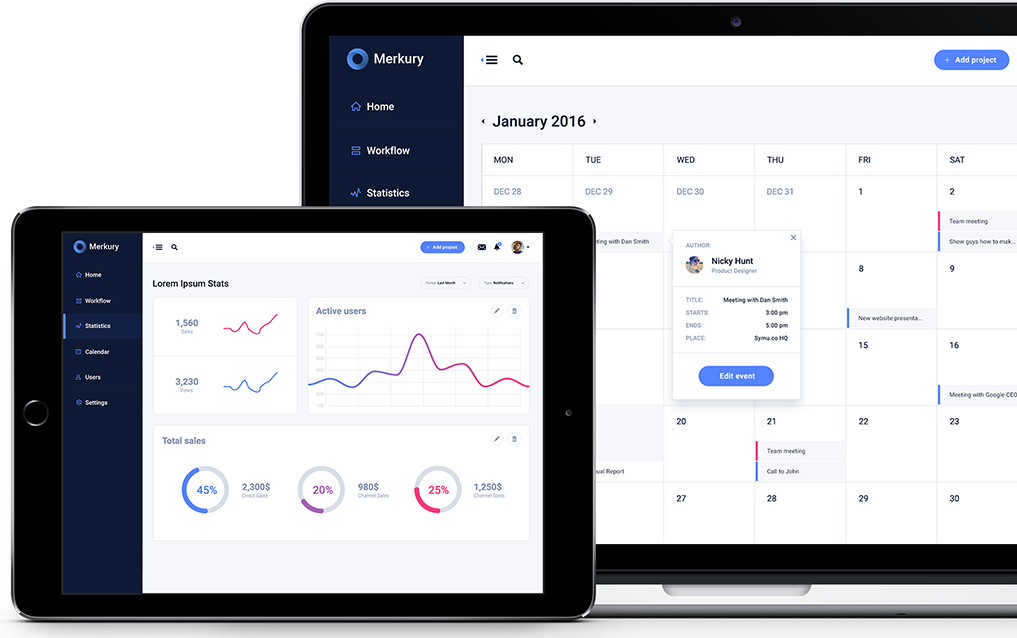 Merkury
Home
Workflow
Statistics
Add project
January 2016
MON TUE WED THU FRI SAT
DEC 28 DEC 29 DEC 30 DEC 31 1 2
Team meeting
Show guys how to mak...
ting with Dan Smith
AUTHOR:
Nicky Hunt
Product Designer
TITLE: Meeting with Dan Smith
STARTS: 3:00 pm
ENDS: 5:00 pm
PLACE: Symu.co HQ
Edit event
8 9
New website presenta...
15 16
Meeting with Google CEO
20 21 22 23
Team meeting
Call to John
ual Report
27 28 29 30
Merkury
Home
Workflow
Statistics
Calendar
Users
Settings
+ Add project
Lorem Ipsum Stats
Period: Last Month
Type: Notifications
1,560
Sales
3,230
Views
Active users
Total sales
45%
2,300$
Direct Sales
20%
980$
Channel Sales
25%
1,250$
Channel Sales